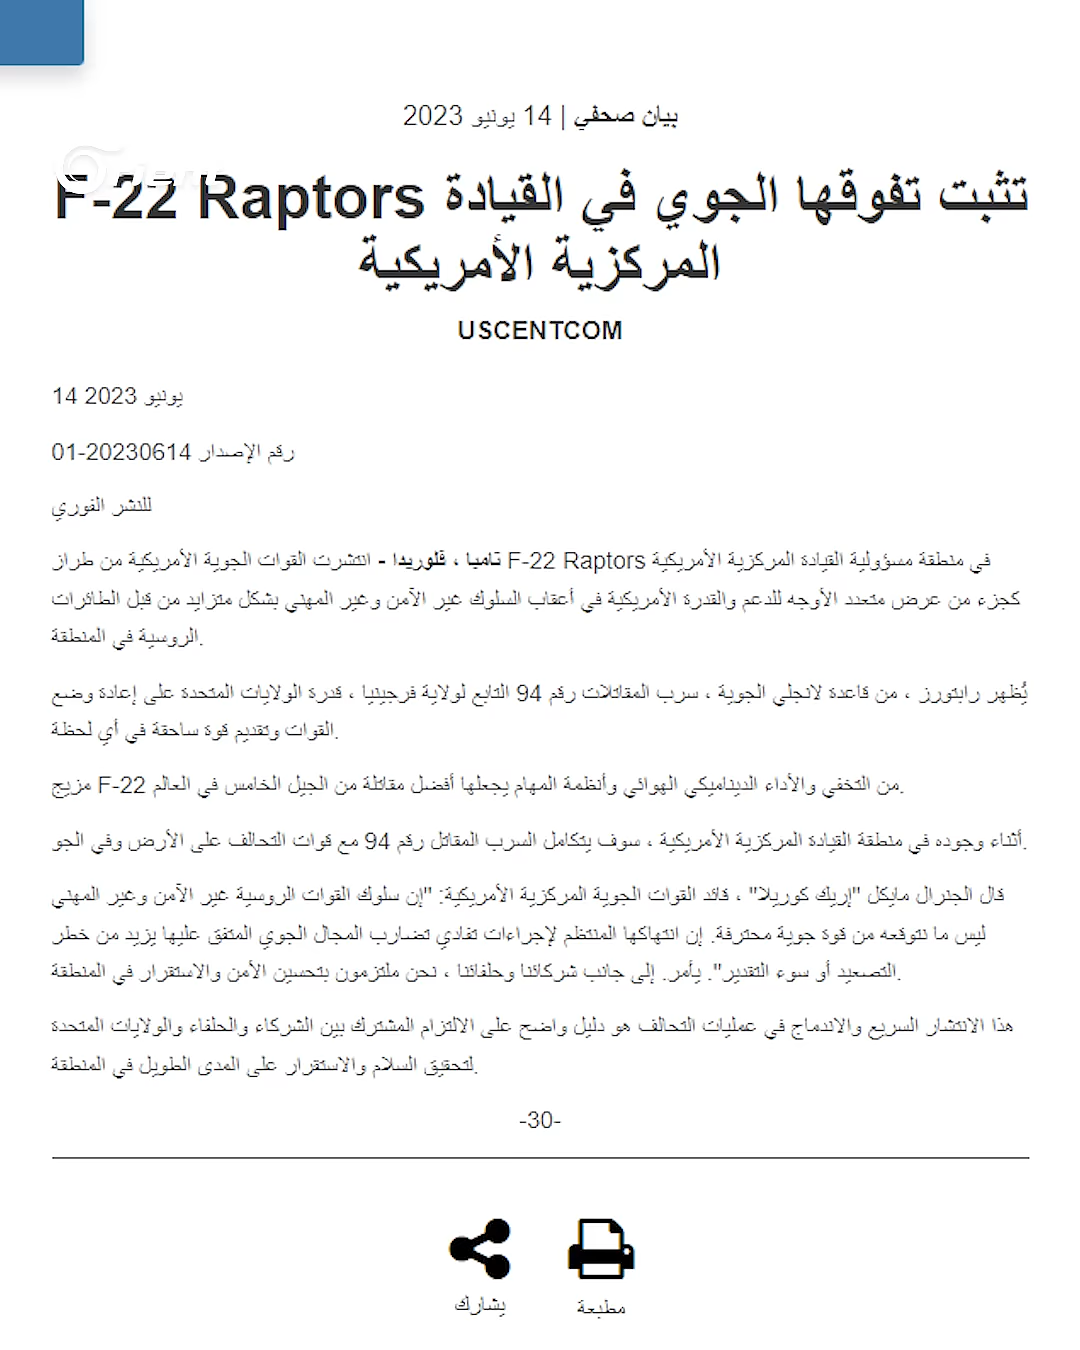 بيان صحفي | 14 يونيو 2023
Orient
F-22 Raptors تثبت تفوقها الجوي في القيادة
المركزية الأمريكية
USCENTCOM
14 يونيو 2023
رقم الإصدار 20230614-01
للنشر الفوري
في منطقة مسؤولية القيادة المركزية الأمريكية F-22 Raptors تامبا ، فلوريدا - انتشرت القوات الجوية الأمريكية من طراز
كجزء من عرض متعدد الأوجه للدعم والقدرة الأمريكية في أعقاب السلوك غير الآمن وغير المهني بشكل متزايد من قبل الطائرات
الروسية في المنطقة.
يُظهر رابتورز ، من قاعدة لانجلي الجوية ، سرب المقاتلات رقم 94 التابع لولاية فرجينيا ، قدرة الولايات المتحدة على إعادة وضع
القوات وتقديم قوة ساحقة في أي لحظة.
مزيج F-22 من التخفي والأداء الديناميكي الهوائي وأنظمة المهام يجعلها أفضل مقاتلة من الجيل الخامس في العالم.
أثناء وجوده في منطقة القيادة المركزية الأمريكية ، سوف يتكامل السرب المقاتل رقم 94 مع قوات التحالف على الأرض وفي الجو.
قال الجنرال مايكل "إريك كوريلا" ، قائد القوات الجوية المركزية الأمريكية: "إن سلوك القوات الروسية غير الآمن وغير المهني
ليس ما نتوقعه من قوة جوية محترفة. إن انتهاكها المنتظم لإجراءات تفادي تضارب المجال الجوي المتفق عليها يزيد من خطر
التصعيد أو سوء التقدير". يأمر. إلى جانب شركائنا وحلفائنا ، نحن ملتزمون بتحسين الأمن والاستقرار في المنطقة.
هذا الانتشار السريع والاندماج في عمليات التحالف هو دليل واضح على الالتزام المشترك بين الشركاء والحلفاء والولايات المتحدة
لتحقيق السلام والاستقرار على المدى الطويل في المنطقة.
-30-
مطبعة
يشارك